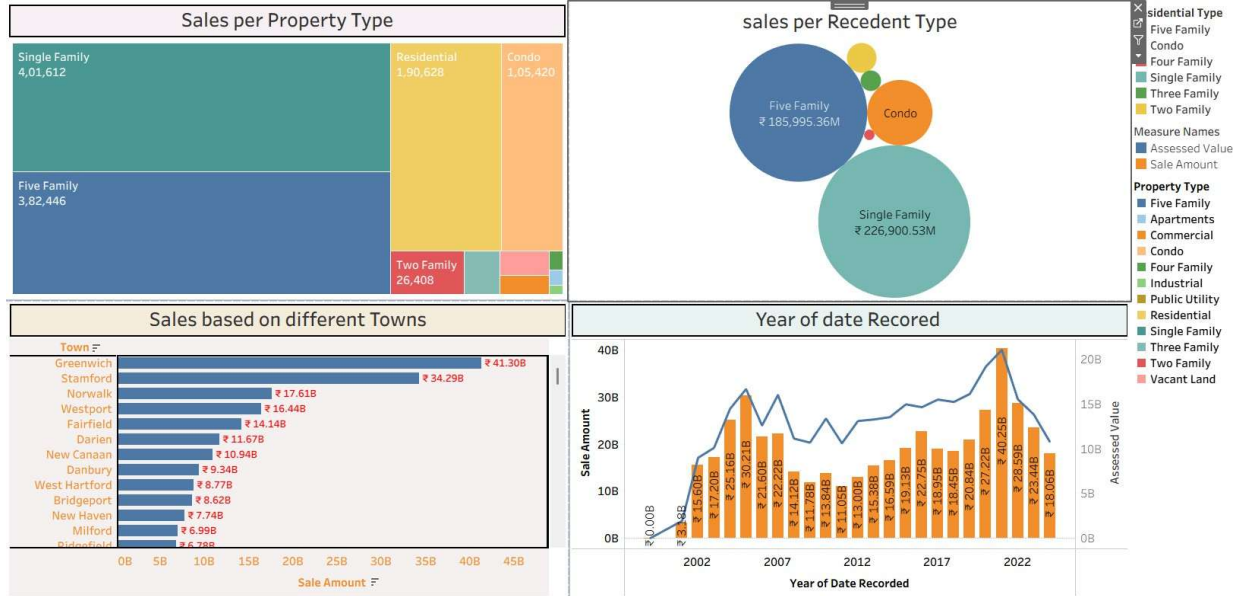 Sales per Property Type
Single Family
4,01,612
Five Family
3,82,446
Residential
1,90,628
Condo
1,05,420
Two Family
26,408
sales per Recedent Type
Five Family
₹ 185,995.36M
Condo
Single Family
₹ 226,900.53M
sidential Type
Five Family
Condo
Four Family
Single Family
Three Family
Two Family
Measure Names
Assessed Value
Sale Amount
Property Type
Five Family
Apartments
Commercial
Condo
Four Family
Industrial
Public Utility
Residential
Single Family
Three Family
Two Family
Vacant Land
Sales based on different Towns
Town
Greenwich ₹ 41.30B
Stamford ₹ 34.29B
Norwalk ₹ 17.61B
Westport ₹ 16.44B
Fairfield ₹ 14.14B
Darien ₹ 11.67B
New Canaan ₹ 10.94B
Danbury ₹ 9.34B
West Hartford ₹ 8.77B
Bridgeport ₹ 8.62B
New Haven ₹ 7.74B
Milford ₹ 6.99B
Ridgefield ₹ 6.78B
0B 5B 10B 15B 20B 25B 30B 35B 40B 45B
Sale Amount
Year of date Recored
40B
30B
20B
10B
0B
Sale Amount
₹ 0.00B
₹ 3.18B
₹ 15.60B
₹ 17.20B
₹ 25.16B
₹ 30.21B
₹ 21.60B
₹ 22.22B
₹ 14.12B
₹ 11.78B
₹ 13.84B
₹ 11.05B
₹ 13.00B
₹ 15.38B
₹ 16.59B
₹ 19.13B
₹ 22.75B
₹ 18.95B
₹ 18.45B
₹ 20.84B
₹ 27.22B
₹ 40.25B
₹ 28.59B
₹ 23.44B
₹ 18.06B
20B
15B
10B
5B
0B
Assessed Value
2002 2007 2012 2017 2022
Year of Date Recorded